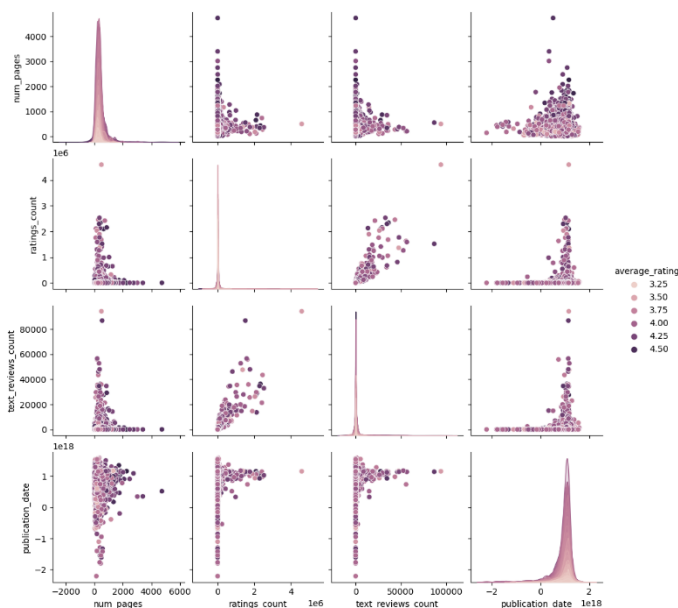 num_pages
4000
3000
2000
1000
0
1e6
ratings_count
4
3
2
1
0
average_rating
3.25
3.50
3.75
4.00
4.25
4.50
text_reviews_count
80000
60000
40000
20000
0
1e18
publication_date
1
0
−1
−2
−2000 0 2000 4000 6000 0 2 4 0 50000 100000 −2 0 2
num_pages ratings_count 1e6 text_reviews_count publication_date 1e18